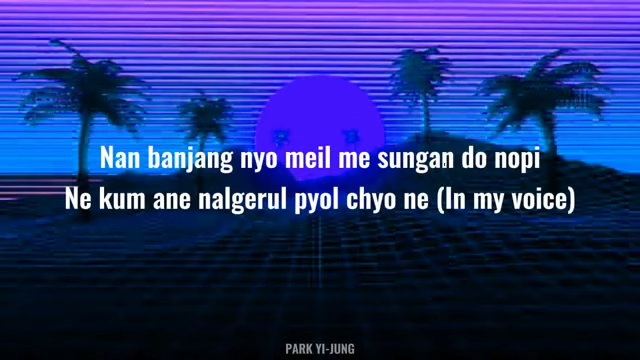 Nan banjang nyo meil me sungan do nopi
Ne kum ane nalgerul pyol chyo ne (In my voice)
PARK YI-JUNG